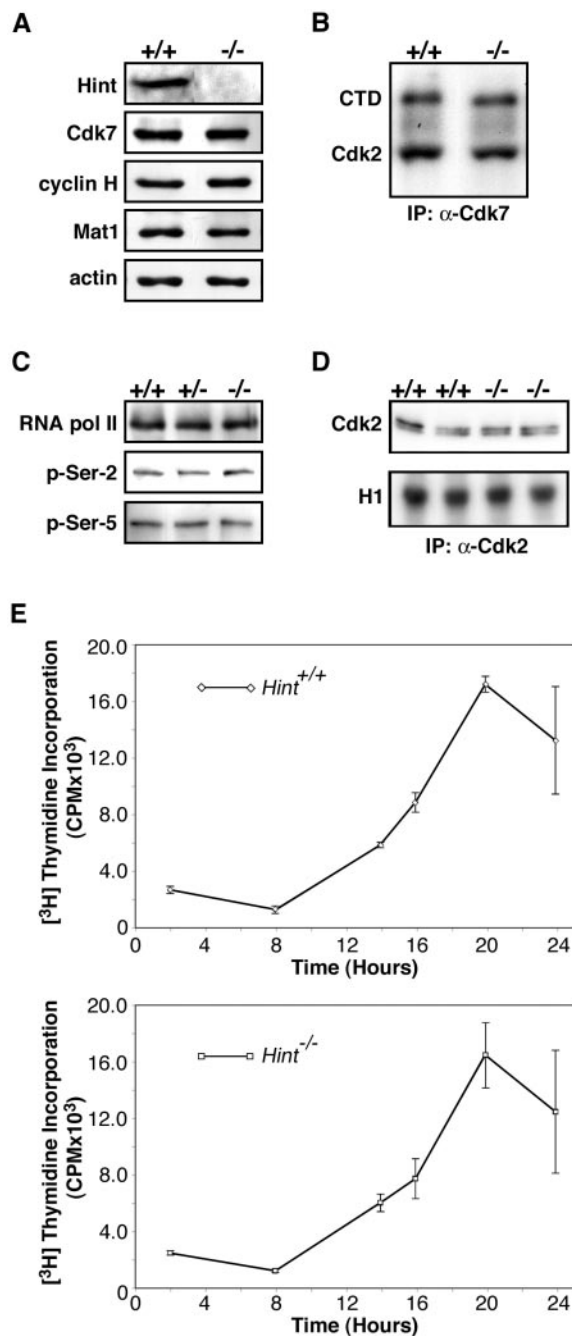 A
+/+ -/-
Hint
Cdk7
cyclin H
Mat1
actin
B
+/+ -/-
CTD
Cdk2
IP: α-Cdk7
C
+/+ +/- -/-
RNA pol II
p-Ser-2
p-Ser-5
D
+/+ +/+ -/- -/-
Cdk2
H1
IP: α-Cdk2
E
[³H] Thymidine Incorporation
(CPMx10³)
20.0
16.0
12.0
8.0
4.0
0
Hint+/+
0 4 8 12 16 20 24
Time (Hours)
[³H] Thymidine Incorporation
(CPMx10³)
20.0
16.0
12.0
8.0
4.0
0
Hint-/-
0 4 8 12 16 20 24
Time (Hours)